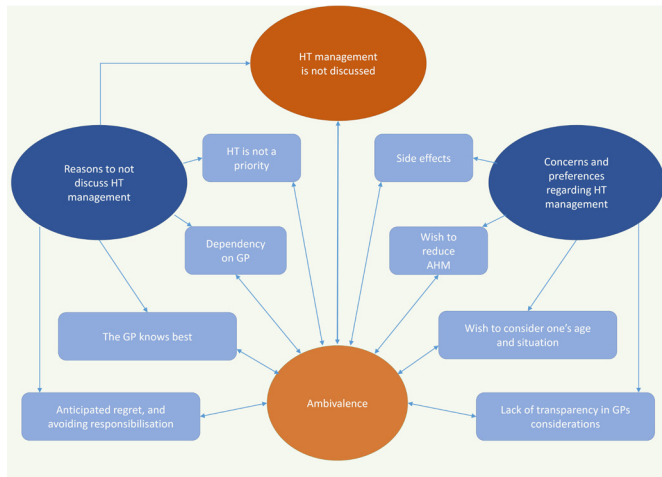 HT management
is not discussed
Reasons to not
discuss HT
management
HT is not a
priority
Side effects
Concerns and
preferences
regarding HT
management
Dependency
on GP
Wish to
reduce
AHM
The GP knows best
Wish to consider one's age
and situation
Anticipated regret, and
avoiding responsibilisation
Ambivalence
Lack of transparency in GPs
considerations